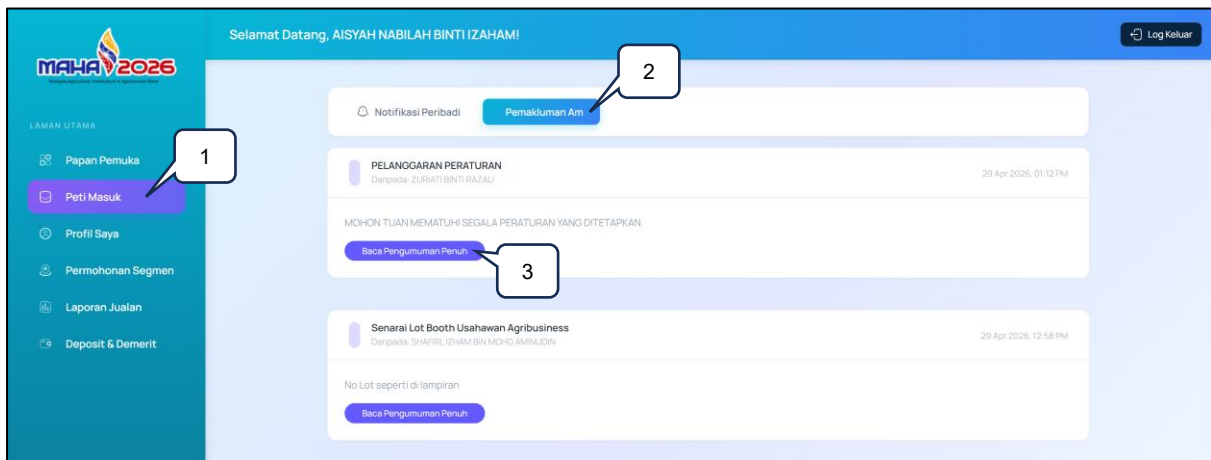 MAHA 2026
Selamat Datang, AISYAH NABILAH BINTI IZAHAM!
Log Keluar
LAMAN UTAMA
Papan Pemuka
Peti Masuk
Profil Saya
Permohonan Segmen
Laporan Jualan
Deposit & Demerit
1
2
Notifikasi Peribadi
Pemakluman Am
PELANGGARAN PERATURAN
Daripada: ZURIATI BINTI RAZALI
29 Apr 2026, 01:12 PM
MOHON TUAN MEMATUHI SEGALA PERATURAN YANG DITETAPKAN
Baca Pengumuman Penuh
3
Senarai Lot Booth Usahawan Agribusiness
Daripada: SHAFRIL IZHAM BIN MOHD AMINUDIN
29 Apr 2026, 12:58 PM
No Lot seperti di lampiran
Baca Pengumuman Penuh